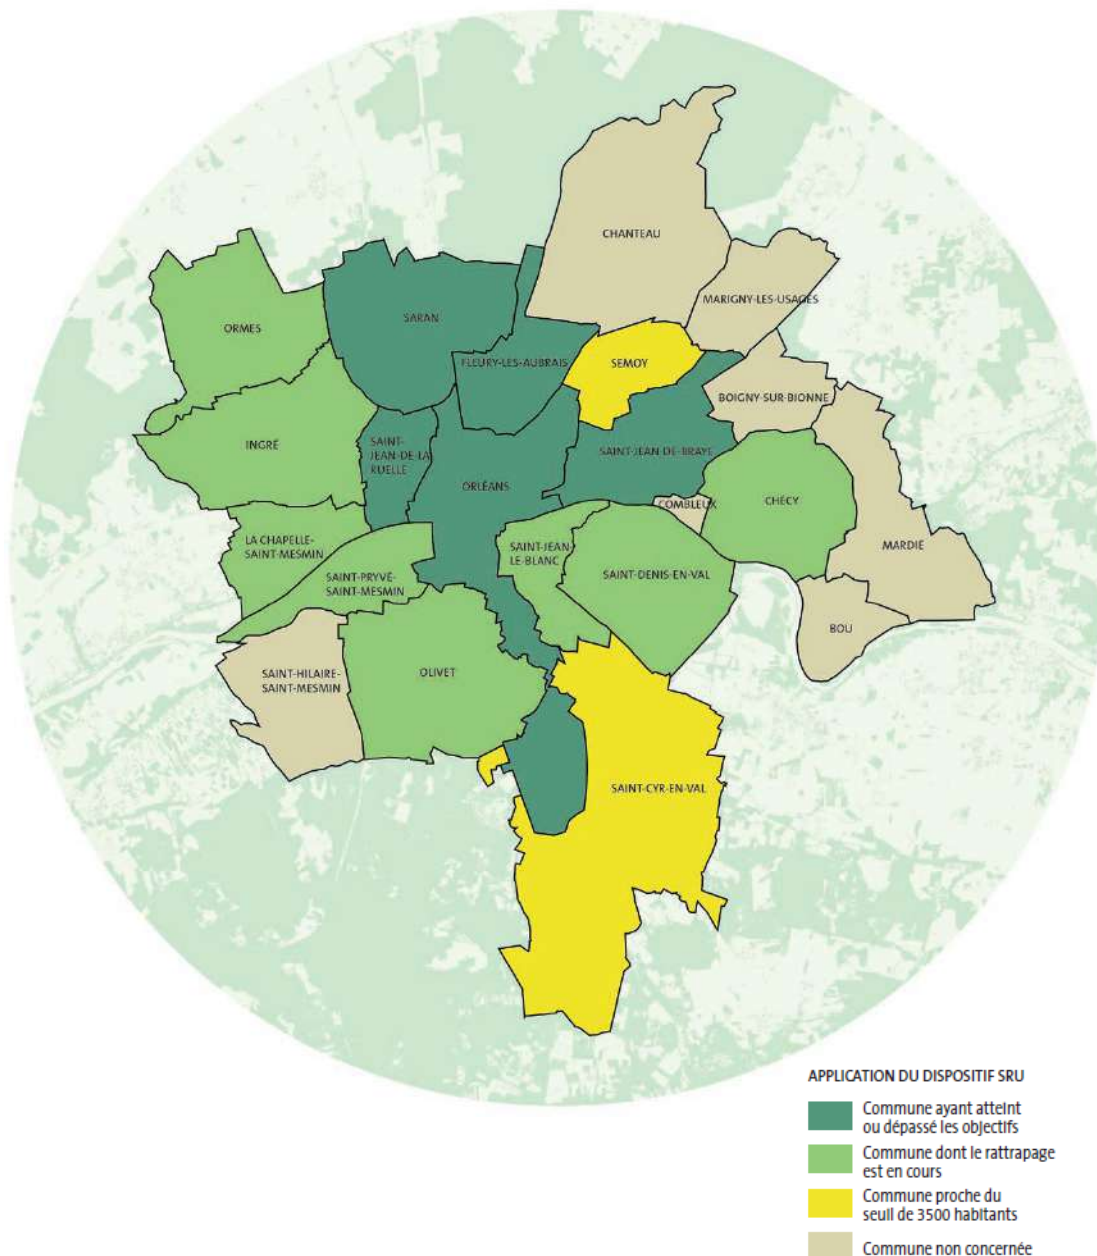 CHANTEAU
MARIGNY-LES-USAGES
ORMES
SARAN
FLEURY-LES-AUBRAIS
SEMOY
BOIGNY-SUR-BIONNE
INGRÉ
SAINT-
JEAN-DE-LA
RUELLE
SAINT-JEAN-DE-BRAYE
ORLÉANS
COMBLEUX
CHÉCY
LA CHAPELLE-
SAINT-MESMIN
SAINT-JEAN-
LE-BLANC
MARDIÉ
SAINT-PRYVÉ-
SAINT-MESMIN
SAINT-DENIS-EN-VAL
BOU
SAINT-HILAIRE-
SAINT-MESMIN
OLIVET
SAINT-CYR-EN-VAL
APPLICATION DU DISPOSITIF SRU
Commune ayant atteint
ou dépassé les objectifs
Commune dont le rattrapage
est en cours
Commune proche du
seuil de 3500 habitants
Commune non concernée